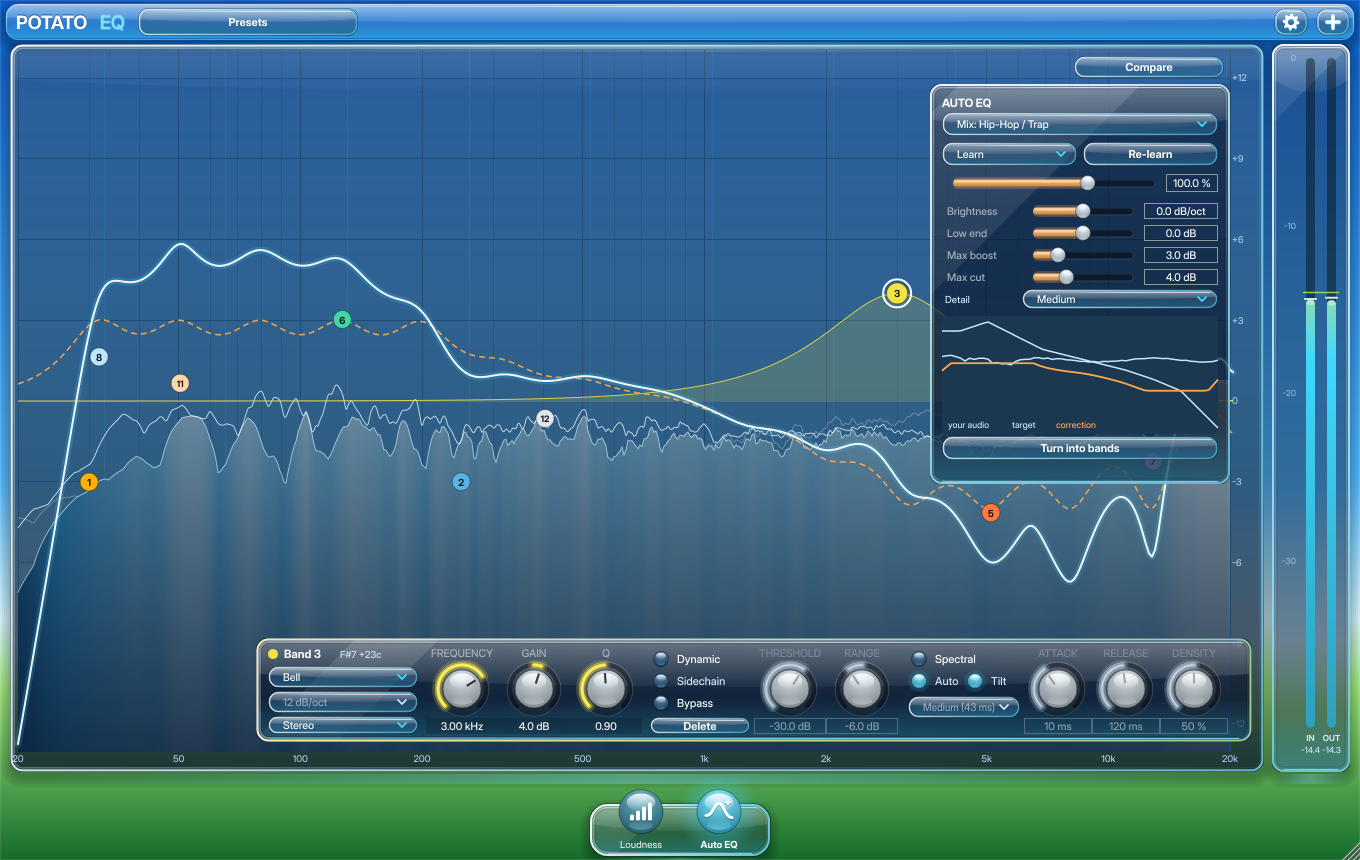 POTATO EQ
Presets
Compare
AUTO EQ
Mix: Hip-Hop / Trap
Learn
Re-learn
100.0 %
Brightness
0.0 dB/oct
Low end
0.0 dB
Max boost
3.0 dB
Max cut
4.0 dB
Detail
Medium
your audio
target
correction
Turn into bands
+12
+9
+6
+3
0
-3
-6
-12
0
-10
-20
-30
IN
OUT
-14.4
-14.3
3
6
8
11
12
1
2
5
7
Band 3
F#7 +23c
Bell
12 dB/oct
Stereo
FREQUENCY
3.00 kHz
GAIN
4.0 dB
Q
0.90
Dynamic
Sidechain
Bypass
Delete
THRESHOLD
-30.0 dB
RANGE
-6.0 dB
Spectral
Auto
Tilt
Medium (43 ms)
ATTACK
10 ms
RELEASE
120 ms
DENSITY
50 %
20
50
100
200
500
1k
2k
5k
10k
20k
Loudness
Auto EQ